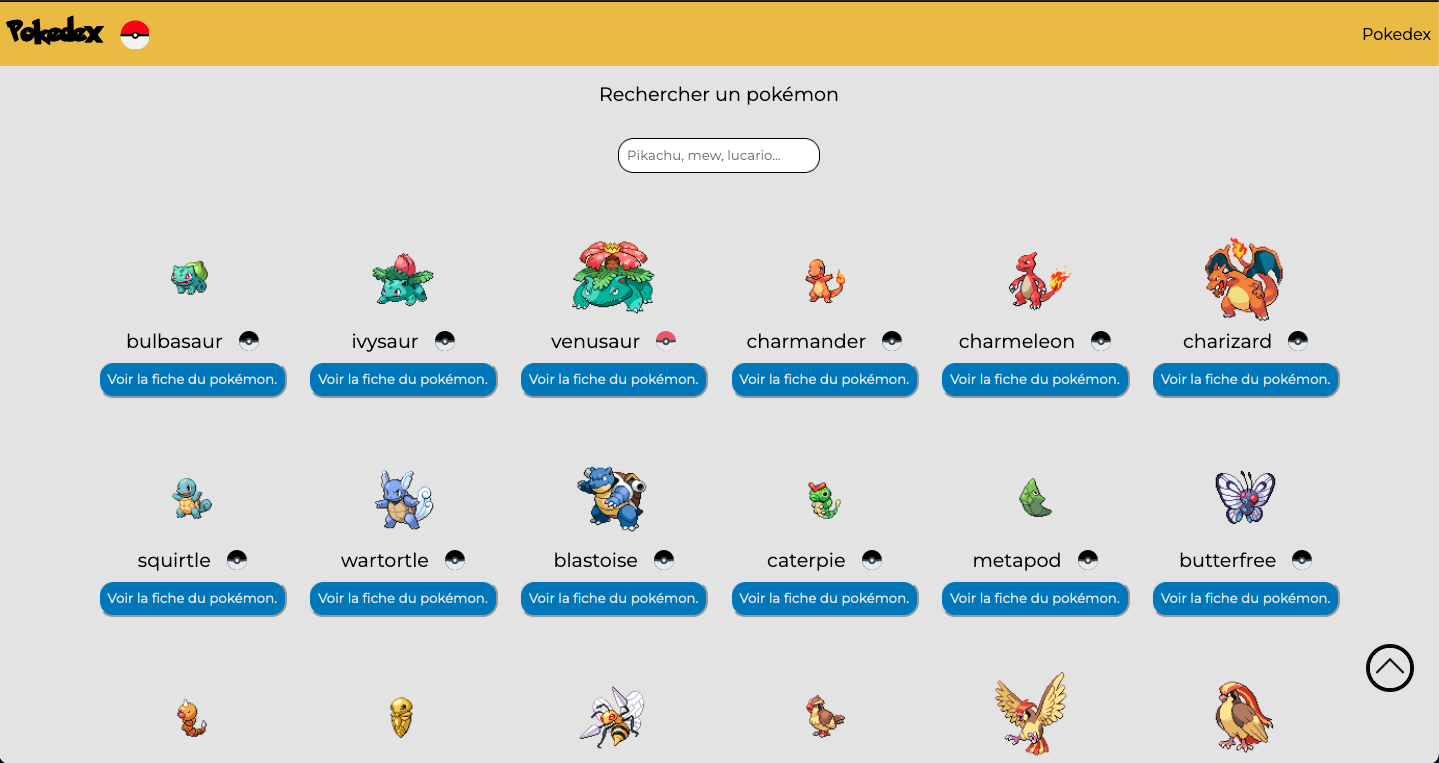 Pokedex
Pokedex
Rechercher un pokémon
Pikachu, mew, lucario...
bulbasaur ivysaur venusaur charmander charmeleon charizard
Voir la fiche du pokémon. Voir la fiche du pokémon. Voir la fiche du pokémon. Voir la fiche du pokémon. Voir la fiche du pokémon. Voir la fiche du pokémon.
squirtle wartortle blastoise caterpie metapod butterfree
Voir la fiche du pokémon. Voir la fiche du pokémon. Voir la fiche du pokémon. Voir la fiche du pokémon. Voir la fiche du pokémon. Voir la fiche du pokémon.